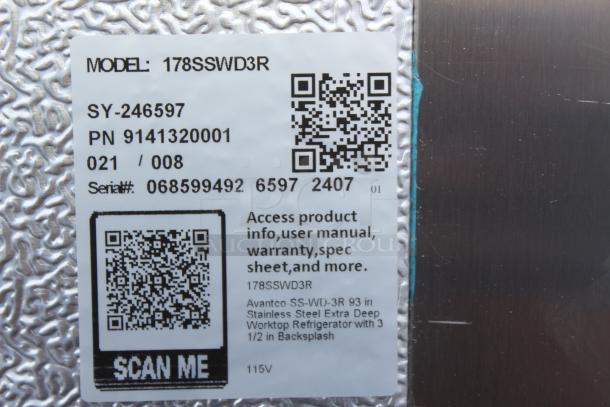 MODEL: 178SSWD3R
SY-246597
PN 9141320001
021 / 008
Serial#: 068599492 6597 2407 01
Access product
info,user manual,
warranty,spec
sheet,and more.
178SSWD3R
Avantco SS-WD-3R 93 in
Stainless Steel Extra Deep
Worktop Refrigerator with 3
1/2 in Backsplash
115V
SCAN ME